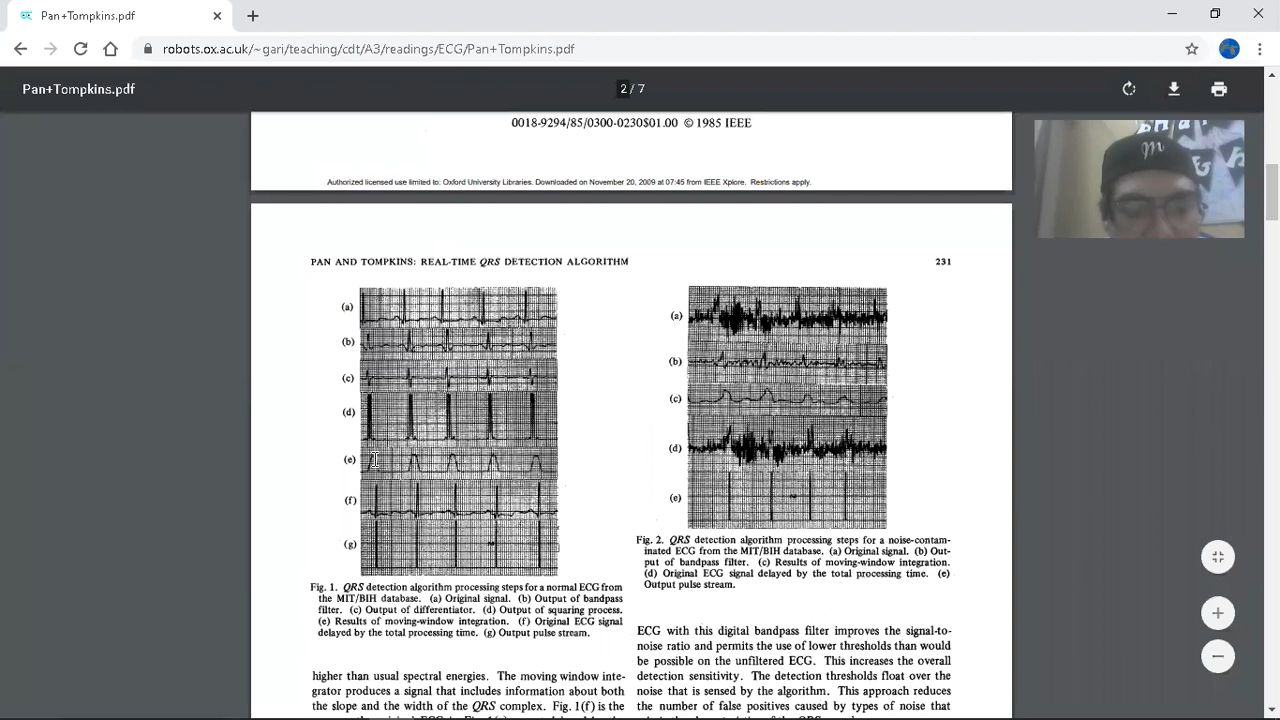 Pan+Tompkins.pdf
robots.ox.ac.uk/~gari/teaching/cdt/A3/readings/ECG/Pan+Tompkins.pdf
Pan+Tompkins.pdf
2 / 7
0018-9294/85/0300-0230$01.00 © 1985 IEEE
Authorized licensed use limited to: Oxford University Libraries. Downloaded on November 20, 2009 at 07:45 from IEEE Xplore. Restrictions apply.
PAN AND TOMPKINS: REAL-TIME QRS DETECTION ALGORITHM
231
(a)
(b)
(c)
(d)
(e)
(f)
(g)
Fig. 1. QRS detection algorithm processing steps for a normal ECG from
the MIT/BIH database. (a) Original signal. (b) Output of bandpass
filter. (c) Output of differentiator. (d) Output of squaring process.
(e) Results of moving-window integration. (f) Original ECG signal
delayed by the total processing time. (g) Output pulse stream.
higher than usual spectral energies. The moving window inte-
grator produces a signal that includes information about both
the slope and the width of the QRS complex. Fig. 1(f) is the
(a)
(b)
(c)
(d)
(e)
Fig. 2. QRS detection algorithm processing steps for a noise-contam-
inated ECG from the MIT/BIH database. (a) Original signal. (b) Out-
put of bandpass filter. (c) Results of moving-window integration.
(d) Original ECG signal delayed by the total processing time. (e)
Output pulse stream.
ECG with this digital bandpass filter improves the signal-to-
noise ratio and permits the use of lower thresholds than would
be possible on the unfiltered ECG. This increases the overall
detection sensitivity. The detection thresholds float over the
noise that is sensed by the algorithm. This approach reduces
the number of false positives caused by types of noise that